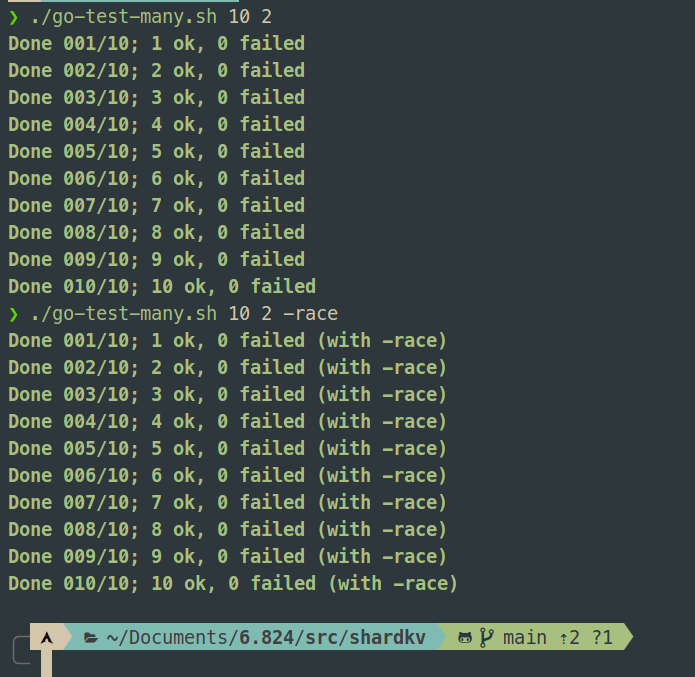 ❯ ./go-test-many.sh 10 2
Done 001/10; 1 ok, 0 failed
Done 002/10; 2 ok, 0 failed
Done 003/10; 3 ok, 0 failed
Done 004/10; 4 ok, 0 failed
Done 005/10; 5 ok, 0 failed
Done 006/10; 6 ok, 0 failed
Done 007/10; 7 ok, 0 failed
Done 008/10; 8 ok, 0 failed
Done 009/10; 9 ok, 0 failed
Done 010/10; 10 ok, 0 failed
❯ ./go-test-many.sh 10 2 -race
Done 001/10; 1 ok, 0 failed (with -race)
Done 002/10; 2 ok, 0 failed (with -race)
Done 003/10; 3 ok, 0 failed (with -race)
Done 004/10; 4 ok, 0 failed (with -race)
Done 005/10; 5 ok, 0 failed (with -race)
Done 006/10; 6 ok, 0 failed (with -race)
Done 007/10; 7 ok, 0 failed (with -race)
Done 008/10; 8 ok, 0 failed (with -race)
Done 009/10; 9 ok, 0 failed (with -race)
Done 010/10; 10 ok, 0 failed (with -race)
~/Documents/6.824/src/shardkv main ⇡2 ?1